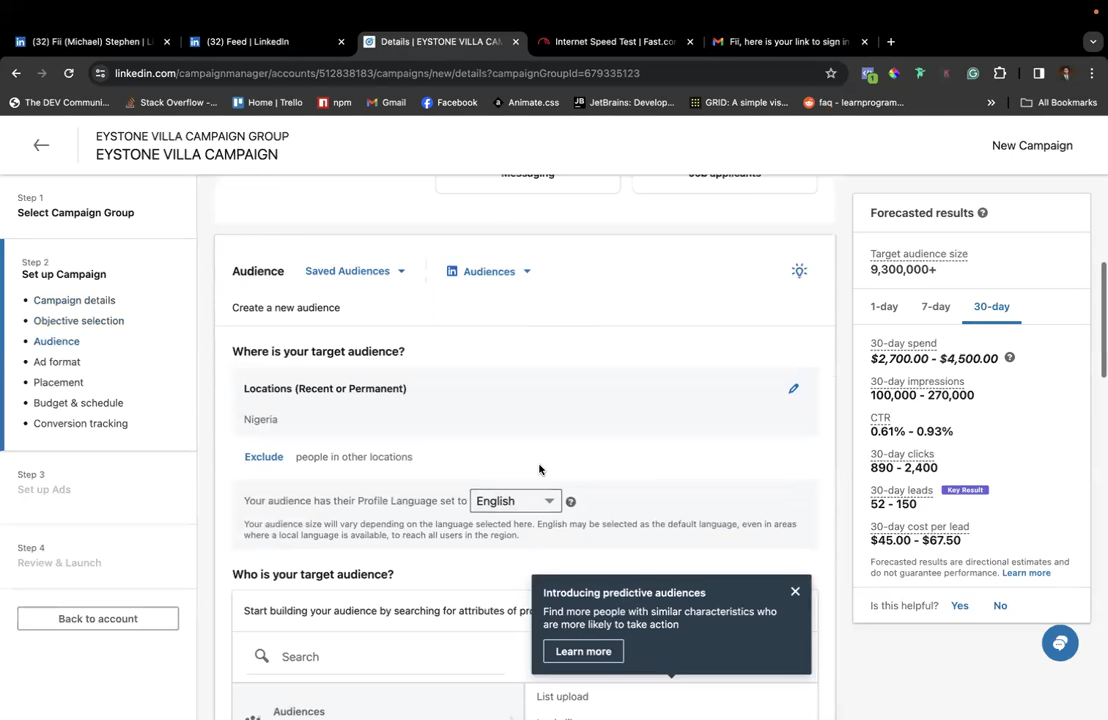 (32) Fii (Michael) Stephen | L
(32) Feed | LinkedIn
Details | EYSTONE VILLA CA
Internet Speed Test | Fast.co
Fii, here is your link to sign in
linkedin.com/campaignmanager/accounts/512838183/campaigns/new/details?campaignGroupId=679335123
1
The DEV Communi...
Stack Overflow -...
Home | Trello
npm
Gmail
Facebook
Animate.css
JetBrains: Develop...
GRID: A simple vis...
faq - learnprogram...
All Bookmarks
EYSTONE VILLA CAMPAIGN GROUP
EYSTONE VILLA CAMPAIGN
New Campaign
Step 1
Select Campaign Group
Step 2
Set up Campaign
• Campaign details
• Objective selection
• Audience
• Ad format
• Placement
• Budget & schedule
• Conversion tracking
Step 3
Set up Ads
Step 4
Review & Launch
Back to account
Messaging
Job applicants
Audience
Saved Audiences
Audiences
Create a new audience
Where is your target audience?
Locations (Recent or Permanent)
Nigeria
Exclude people in other locations
Your audience has their Profile Language set to English
Your audience size will vary depending on the language selected here. English may be selected as the default language, even in areas
where a local language is available, to reach all users in the region.
Who is your target audience?
Start building your audience by searching for attributes of pro
Search
Audiences
List upload
Introducing predictive audiences
Find more people with similar characteristics who
are more likely to take action
Learn more
Forecasted results
Target audience size
9,300,000+
1-day
7-day
30-day
30-day spend
$2,700.00 - $4,500.00
30-day impressions
100,000 - 270,000
CTR
0.61% - 0.93%
30-day clicks
890 - 2,400
30-day leads Key Result
52 - 150
30-day cost per lead
$45.00 - $67.50
Forecasted results are directional estimates and
do not guarantee performance. Learn more
Is this helpful? Yes No